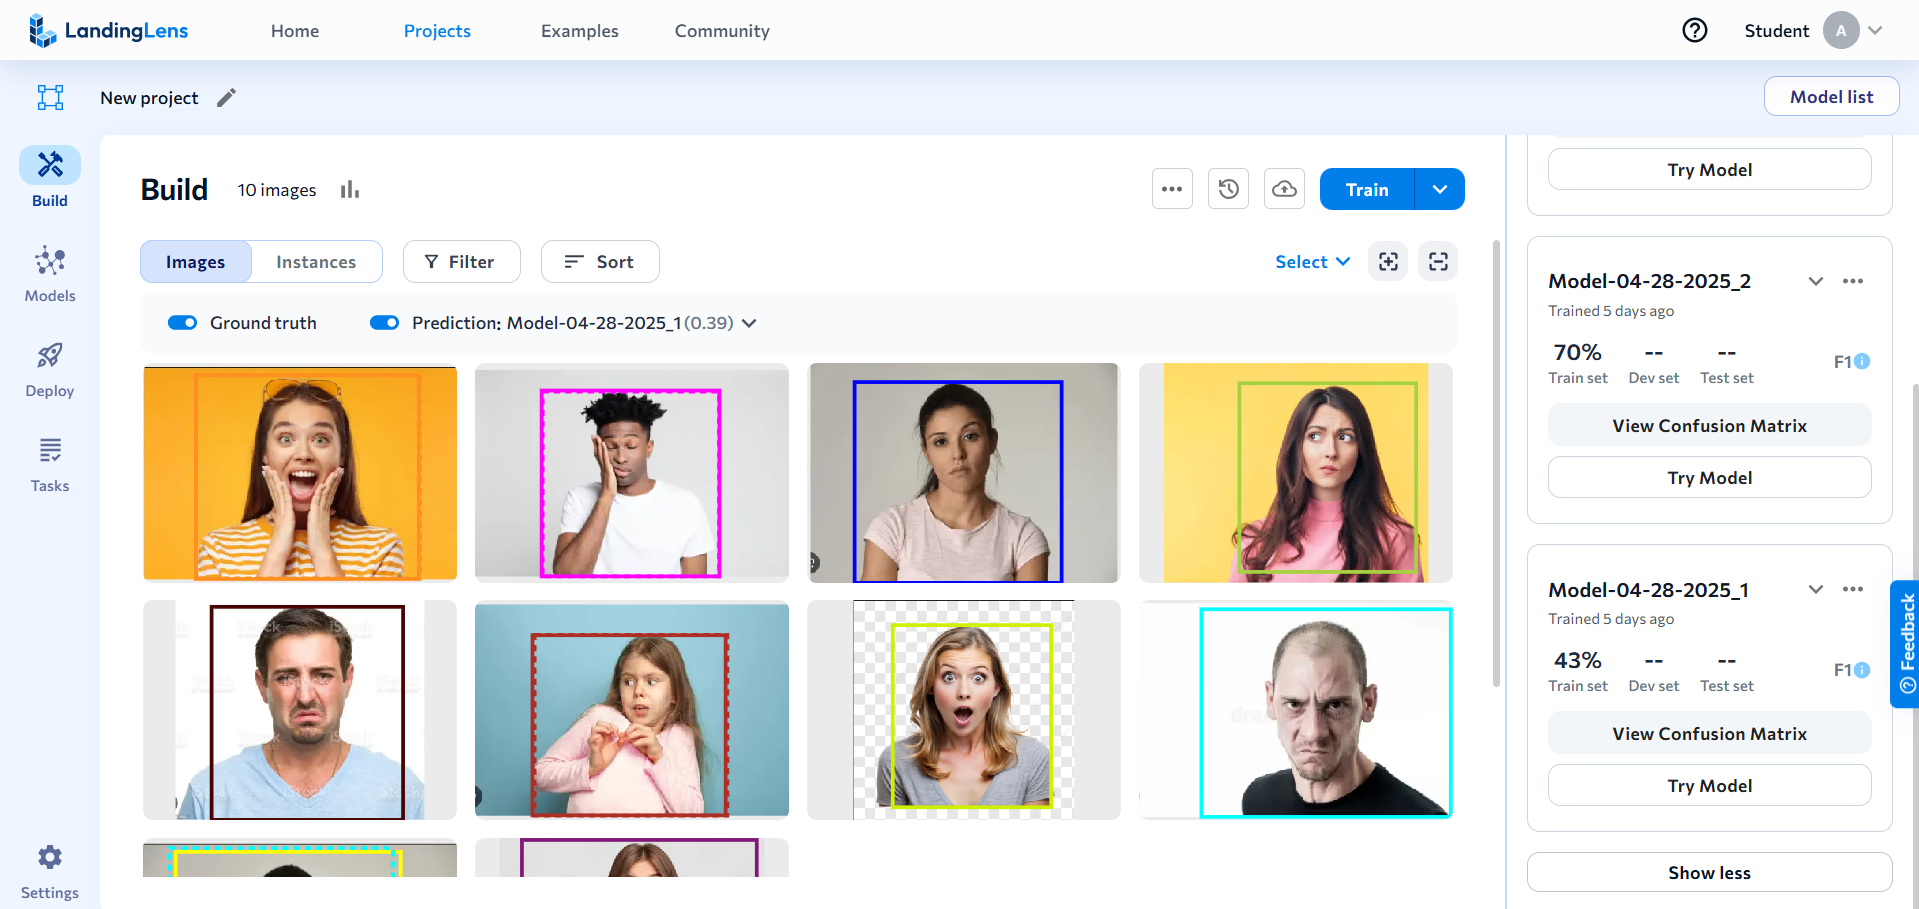 LandingLens
Home
Projects
Examples
Community
Student
A
New project
Model list
Build
Models
Deploy
Tasks
Settings
Build
10 images
Train
Images
Instances
Filter
Sort
Select
Ground truth
Prediction: Model-04-28-2025_1 (0.39)
iStock
iStock
iStock
iStock
Try Model
Model-04-28-2025_2
Trained 5 days ago
70%
--
--
F1
Train set
Dev set
Test set
View Confusion Matrix
Try Model
Model-04-28-2025_1
Trained 5 days ago
43%
--
--
F1
Train set
Dev set
Test set
View Confusion Matrix
Try Model
Show less
Feedback